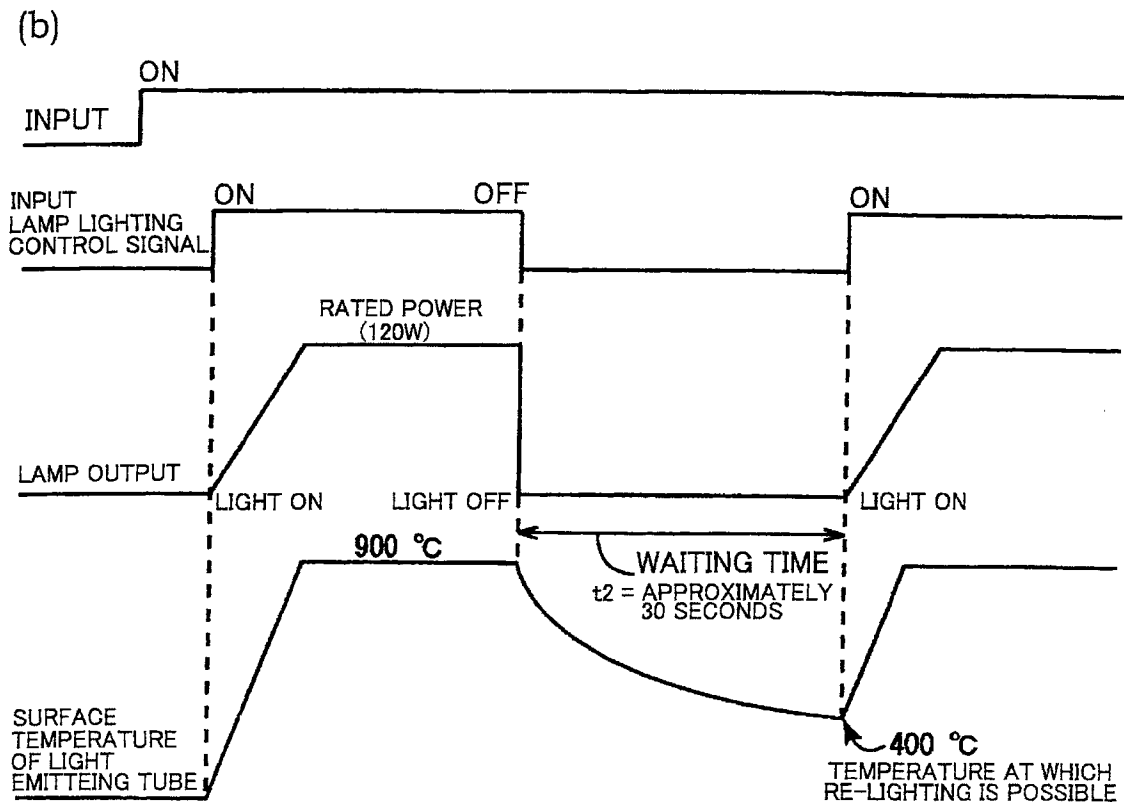 (b)
ON
INPUT
INPUT
LAMP LIGHTING
CONTROL SIGNAL
ON
OFF
ON
RATED POWER
(120W)
LAMP OUTPUT
LIGHT ON
LIGHT OFF
LIGHT ON
900 °C
WAITING TIME
t2 = APPROXIMATELY
30 SECONDS
SURFACE
TEMPERATURE
OF LIGHT
EMITTEING TUBE
400 °C
TEMPERATURE AT WHICH
RE-LIGHTING IS POSSIBLE